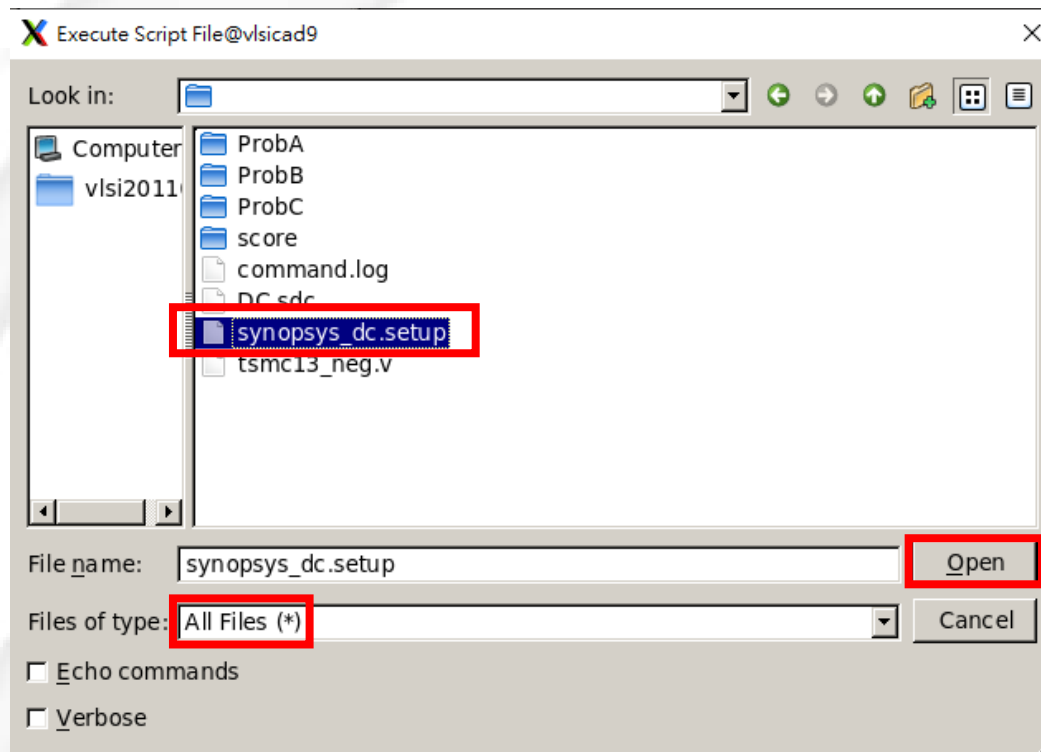 Execute Script File@vlsicad9
Look in:
Computer
vlsi2011
ProbA
ProbB
ProbC
score
command.log
DC.sdc
synopsys_dc.setup
tsmc13_neg.v
File name: synopsys_dc.setup Open
Files of type: All Files (*) Cancel
Echo commands
Verbose